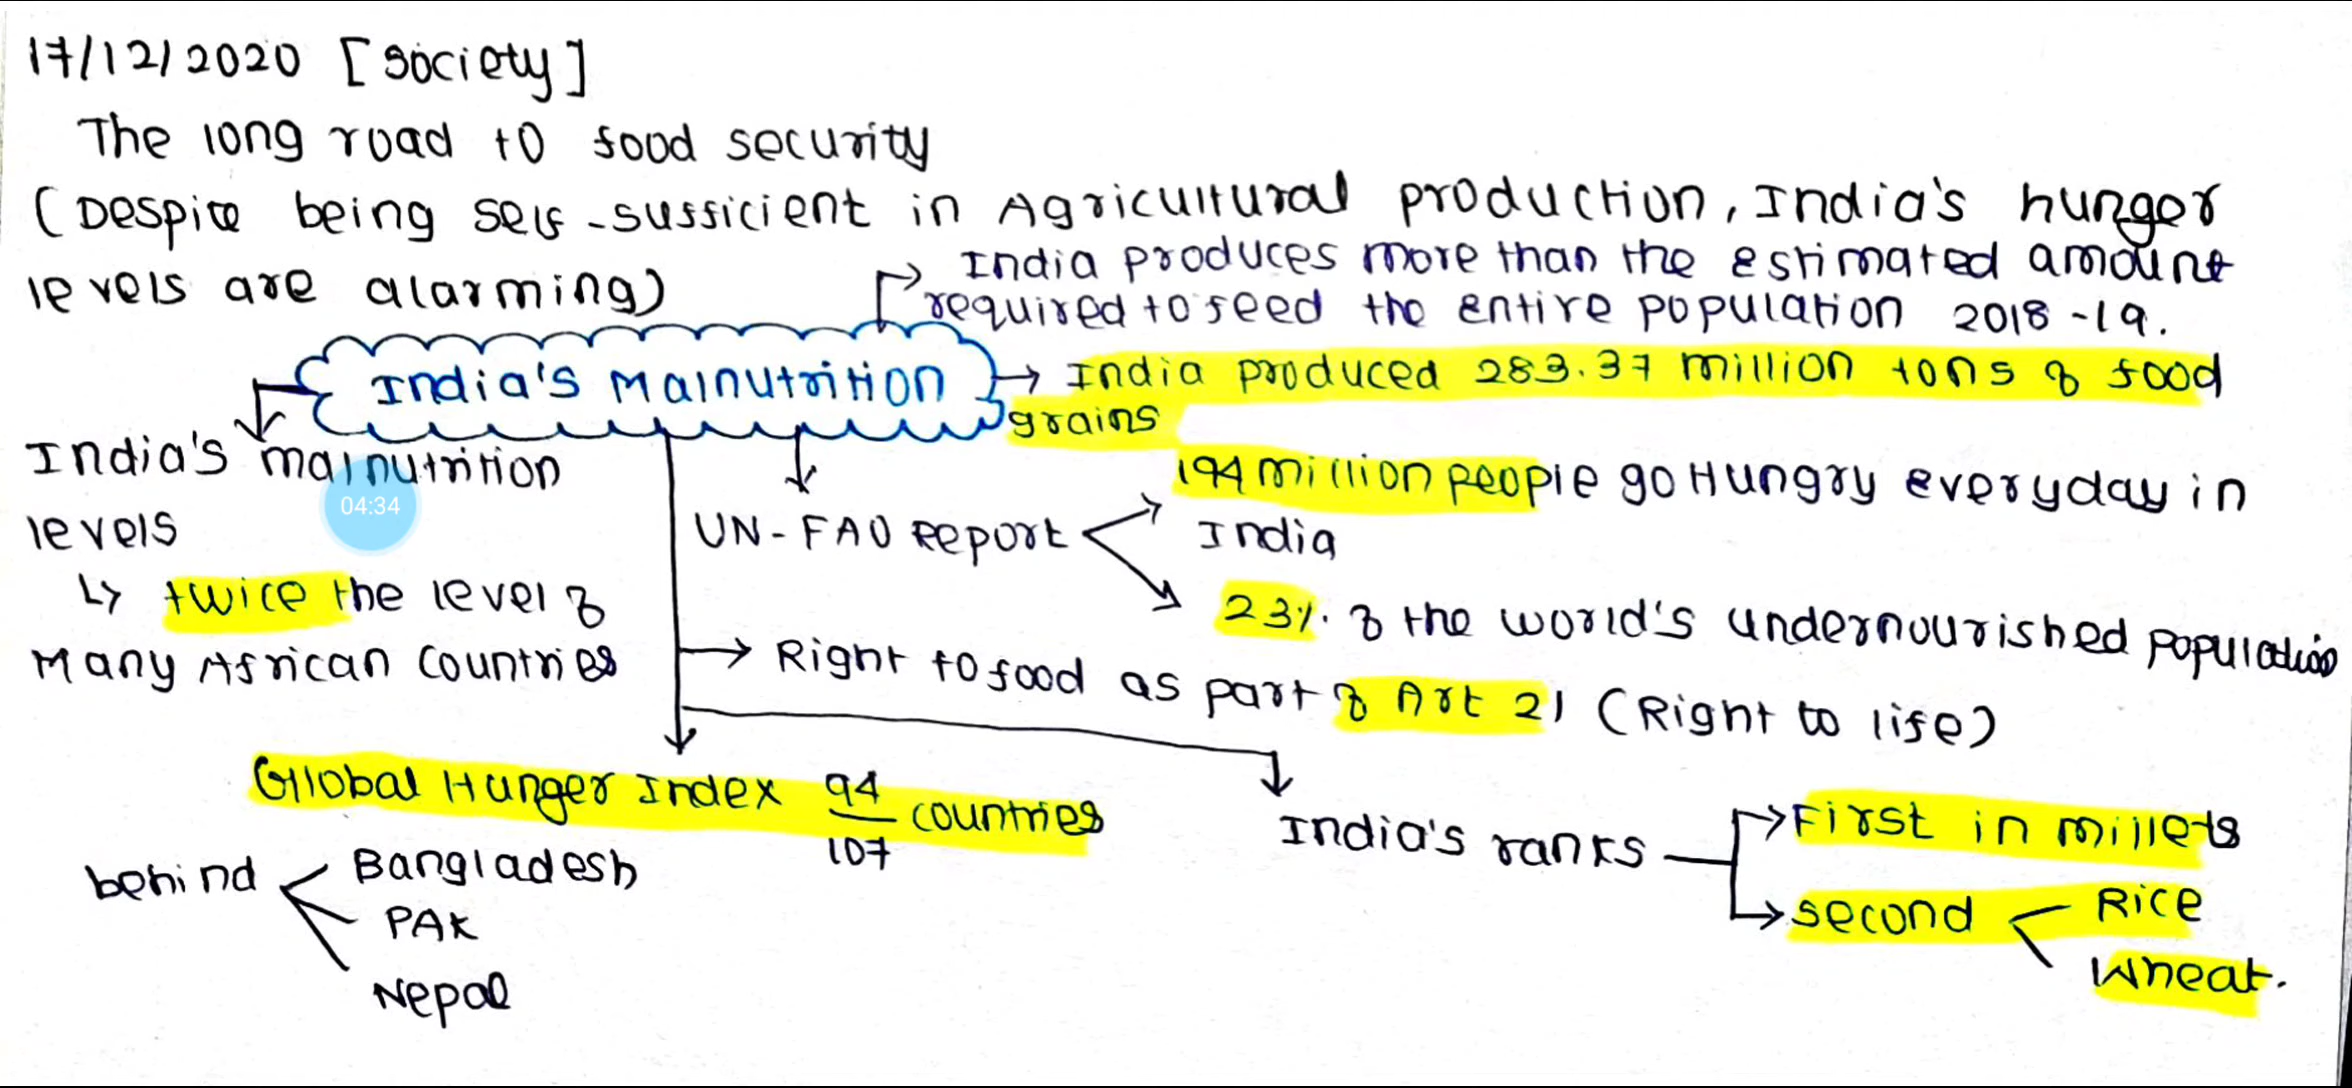 17/12/2020 [Society]
The long road to food security
(Despite being self-sufficient in Agricultural production, India's hunger
levels are alarming)
India produces more than the estimated amount
required to feed the entire population 2018-19.
India's Malnutrition
India produced 283.37 million tons of food
grains
India's malnutrition
levels
04:34
twice the level of
Many African Countries
UN-FAO Report
194 million people go Hungry everyday in
India
23% of the world's undernourished population
Right to food as part of Art 21 (Right to life)
Global Hunger Index 94/107 countries
behind
Bangladesh
PAK
Nepal
India's ranks
First in millets
second
Rice
Wheat.